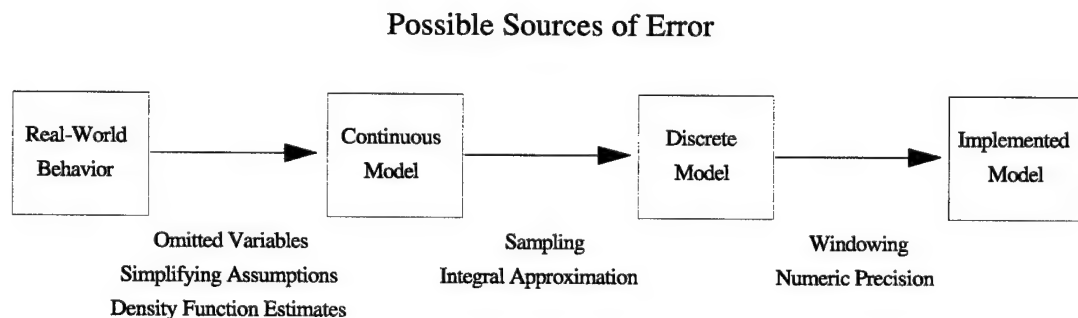 Possible Sources of Error
Real-World
Behavior
Continuous
Model
Discrete
Model
Implemented
Model
Omitted Variables
Simplifying Assumptions
Density Function Estimates
Sampling
Integral Approximation
Windowing
Numeric Precision